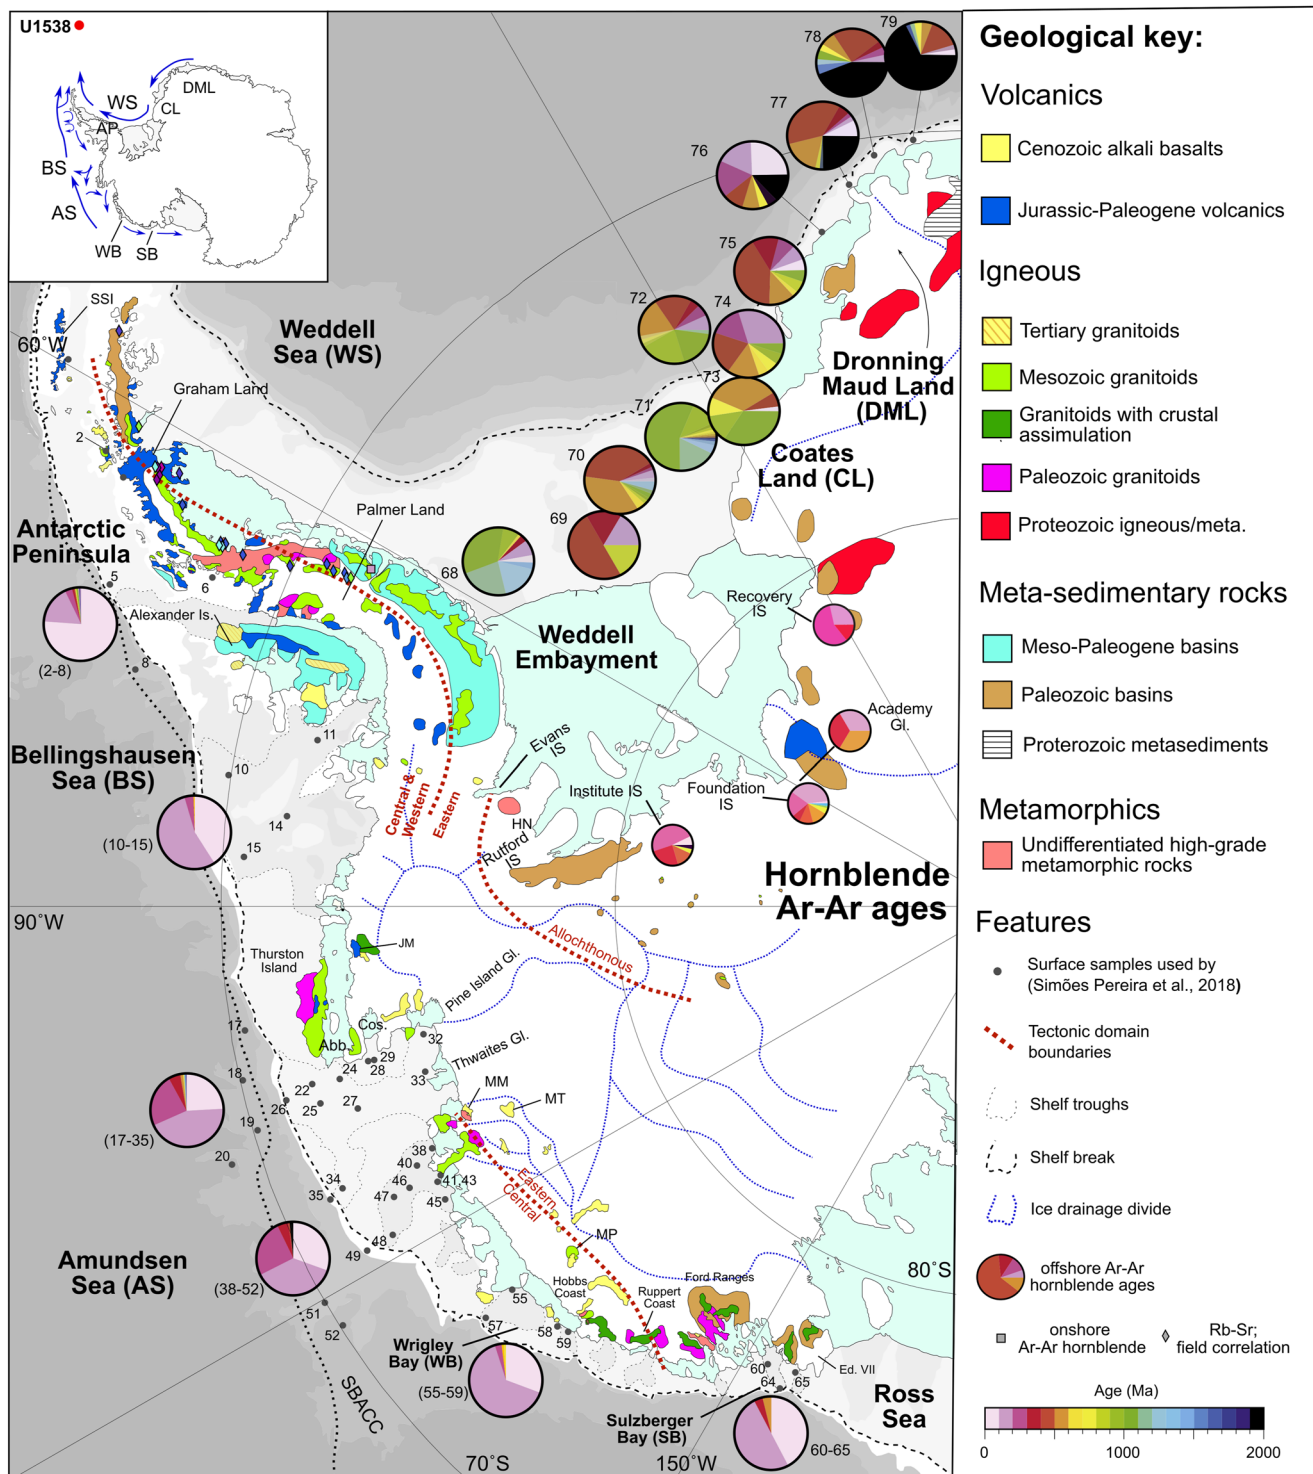 U1538
WS
DML
CL
AP
BS
AS
WB
SB
SSI
60°W
Weddell
Sea (WS)
Graham Land
2
Palmer Land
Antarctic
Peninsula
5
6
(2-8)
Alexander Is.
8
Bellingshausen
Sea (BS)
11
10
14
(10-15)
15
78
79
77
76
75
72
74
73
71
70
69
68
Dronning
Maud Land
(DML)
Coates
Land (CL)
Weddell
Embayment
Recovery
IS
Academy
Gl.
Foundation
IS
Institute IS
Evans
IS
HN
Rutford
IS
Central &
Western
Eastern
Hornblende
Ar-Ar ages
90°W
Allochthonous
Thurston
Island
JM
Pine Island Gl.
Cos.
Abb.
17
32
29
28
24
33
Thwaites Gl.
18
22
26
25
27
MM
MT
(17-35)
19
20
38
40
41,43
46
45
47
34
35
48
49
Eastern
Central
MP
Amundsen
Sea (AS)
(38-52)
51
52
55
57
58
59
Hobbs
Coast
Ruppert
Coast
Ford Ranges
80°S
Wrigley
Bay (WB)
(55-59)
60
64
65
Ed. VII
Ross
Sea
Sulzberger
Bay (SB)
60-65
SBACC
70°S
150°W
Geological key:
Volcanics
Cenozoic alkali basalts
Jurassic-Paleogene volcanics
Igneous
Tertiary granitoids
Mesozoic granitoids
Granitoids with crustal
assimulation
Paleozoic granitoids
Proteozoic igneous/meta.
Meta-sedimentary rocks
Meso-Paleogene basins
Paleozoic basins
Proterozoic metasediments
Metamorphics
Undifferentiated high-grade
metamorphic rocks
Features
Surface samples used by
(Simões Pereira et al., 2018)
Tectonic domain
boundaries
Shelf troughs
Shelf break
Ice drainage divide
offshore Ar-Ar
hornblende ages
onshore
Ar-Ar hornblende
Rb-Sr;
field correlation
Age (Ma)
0
1000
2000